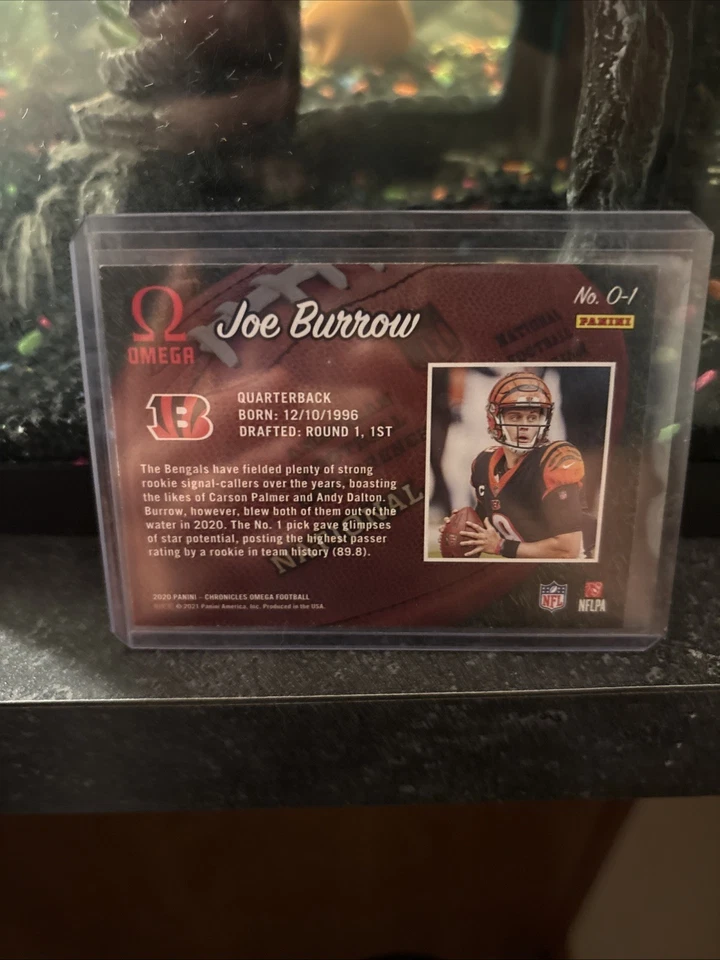 OMEGA
Joe Burrow
No. O-1
PANINI
QUARTERBACK
BORN: 12/10/1996
DRAFTED: ROUND 1, 1ST
B
The Bengals have fielded plenty of strong
rookie signal-callers over the years, boasting
the likes of Carson Palmer and Andy Dalton.
Burrow, however, blew both of them out of the
water in 2020. The No. 1 pick gave glimpses
of star potential, posting the highest passer
rating by a rookie in team history (89.8).
NATIONAL
FOOTBALL
NATIONAL
2020 PANINI – CHRONICLES OMEGA FOOTBALL
© 2021 Panini America, Inc. Produced in the USA.
NFL
NFLPA